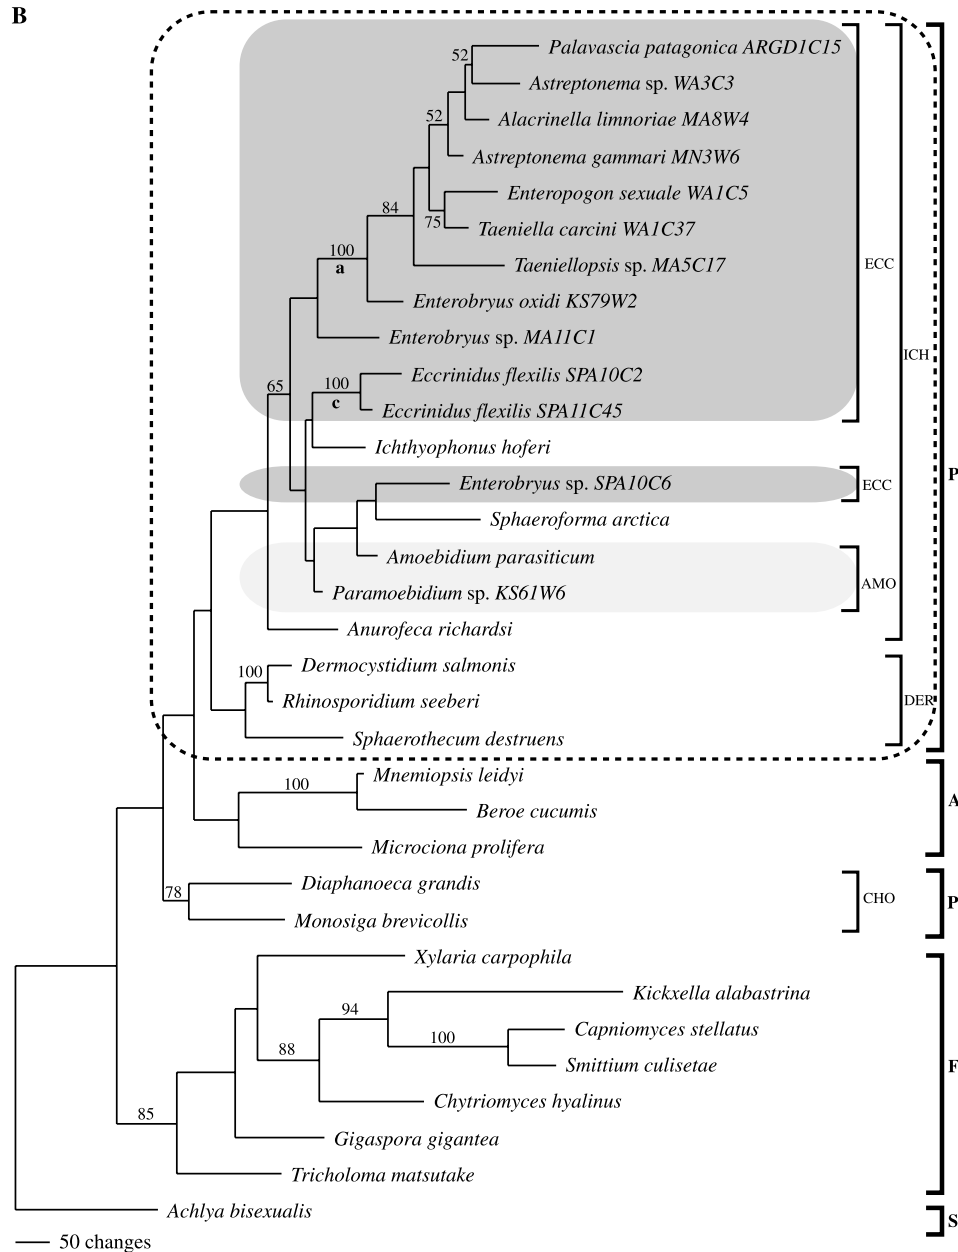 B
52
Palavascia patagonica ARGD1C15
Astreptonema sp. WA3C3
52
Alacrinella limnoriae MA8W4
Astreptonema gammari MN3W6
Enteropogon sexuale WA1C5
84
75
Taeniella carcini WA1C37
100
a
Taeniellopsis sp. MA5C17
ECC
Enterobryus oxidi KS79W2
Enterobryus sp. MA11C1
ICH
65
100
c
Eccrinidus flexilis SPA10C2
Eccrinidus flexilis SPA11C45
Ichthyophonus hoferi
P
Enterobryus sp. SPA10C6
ECC
Sphaeroforma arctica
Amoebidium parasiticum
AMO
Paramoebidium sp. KS61W6
Anurofeca richardsi
100
Dermocystidium salmonis
Rhinosporidium seeberi
DER
Sphaerothecum destruens
100
Mnemiopsis leidyi
A
Beroe cucumis
Microciona prolifera
78
Diaphanoeca grandis
CHO
P
Monosiga brevicollis
Xylaria carpophila
Kickxella alabastrina
94
100
Capniomyces stellatus
88
Smittium culisetae
F
Chytriomyces hyalinus
85
Gigaspora gigantea
Tricholoma matsutake
Achlya bisexualis
S
50 changes